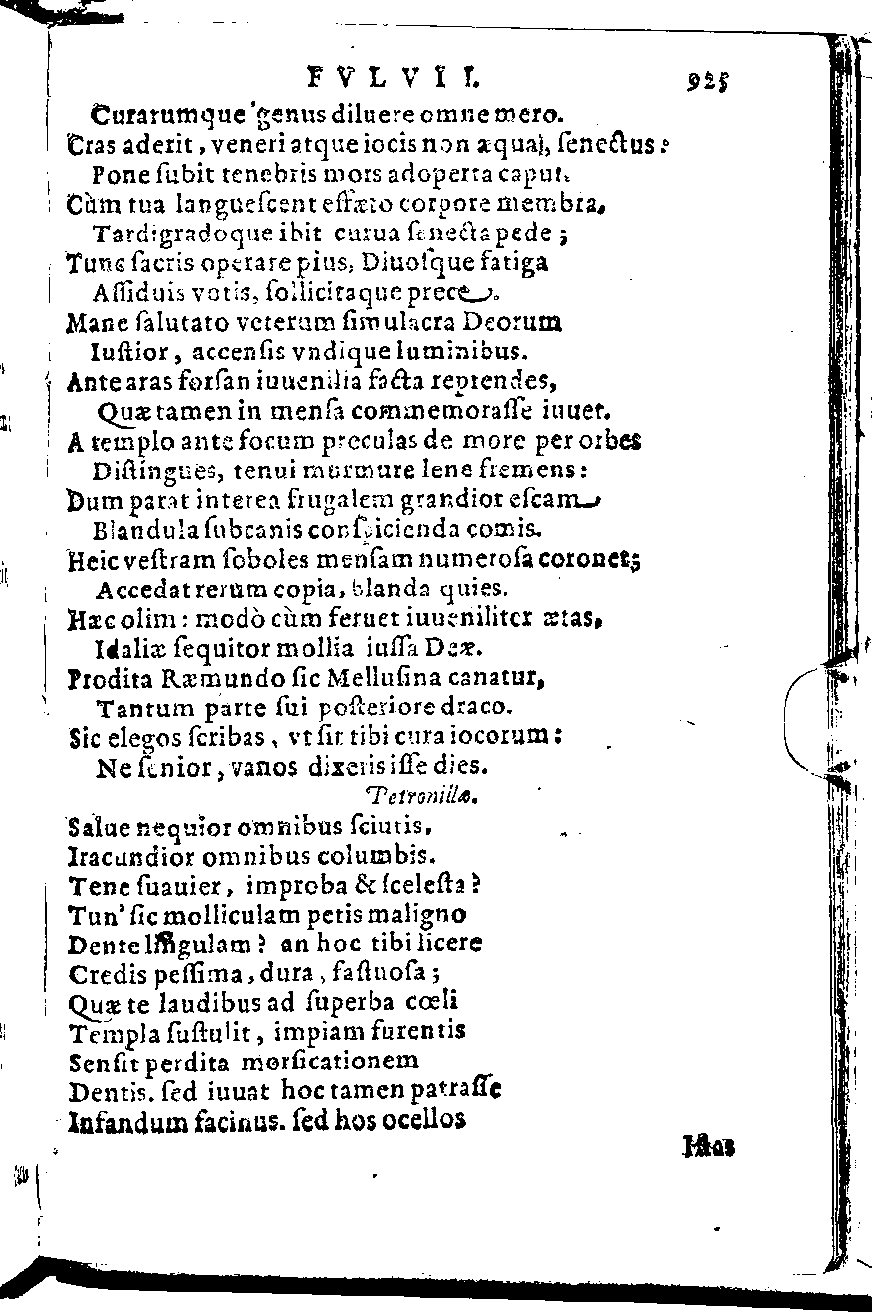 FVLVII. 925
Curarumque genus diluere omne mero.
Cras aderit, veneri atque iocis non æqua, ſenectus:
Pone ſubit tenebris mors adoperta caput.
Cùm tua langueſcent effæto corpore membra,
Tardigradoque ibit curua ſenecta pede;
Tunc ſacris operare pius, Diuoſque fatiga
Aſſiduis votis, ſollicitaque prece.
Mane ſalutato veterum ſimulacra Deorum
Iuſtior, accenſis vndique luminibus.
Ante aras forſan iuuenilia facta reprendes,
Quæ tamen in menſa commemoraſſe iuuet.
A templo ante focum preculas de more per orbes
Diſtingues, tenui murmure lene fremens:
Dum parat interea frugalem grandior eſcam
Blandula ſubcanis conſpicienda comis.
Heic veſtram ſoboles menſam numeroſa coronet;
Accedat rerum copia, blanda quies.
Hæc olim: modò cùm feruet iuueniliter ætas,
Idaliæ ſequitor mollia iuſſa Deæ.
Prodita Ræmundo ſic Melluſina canatur,
Tantum parte ſui poſteriore draco.
Sic elegos ſcribas, vt ſit tibi cura iocorum:
Ne ſenior, vanos dixeris iſſe dies.
Petronillæ.
Salue nequior omnibus ſciutis,
Iracundior omnibus columbis.
Tene ſuauier, improba & ſceleſta?
Tun' ſic molliculam petis maligno
Dente lingulam? an hoc tibi licere
Credis peſſima, dura, faſtuoſa;
Quæ te laudibus ad ſuperba cœli
Templa ſuſtulit, impiam furentis
Senſit perdita morſicationem
Dentis. ſed iuuat hoc tamen patraſſe
Infandum facinus. ſed hos ocellos
Iſtos